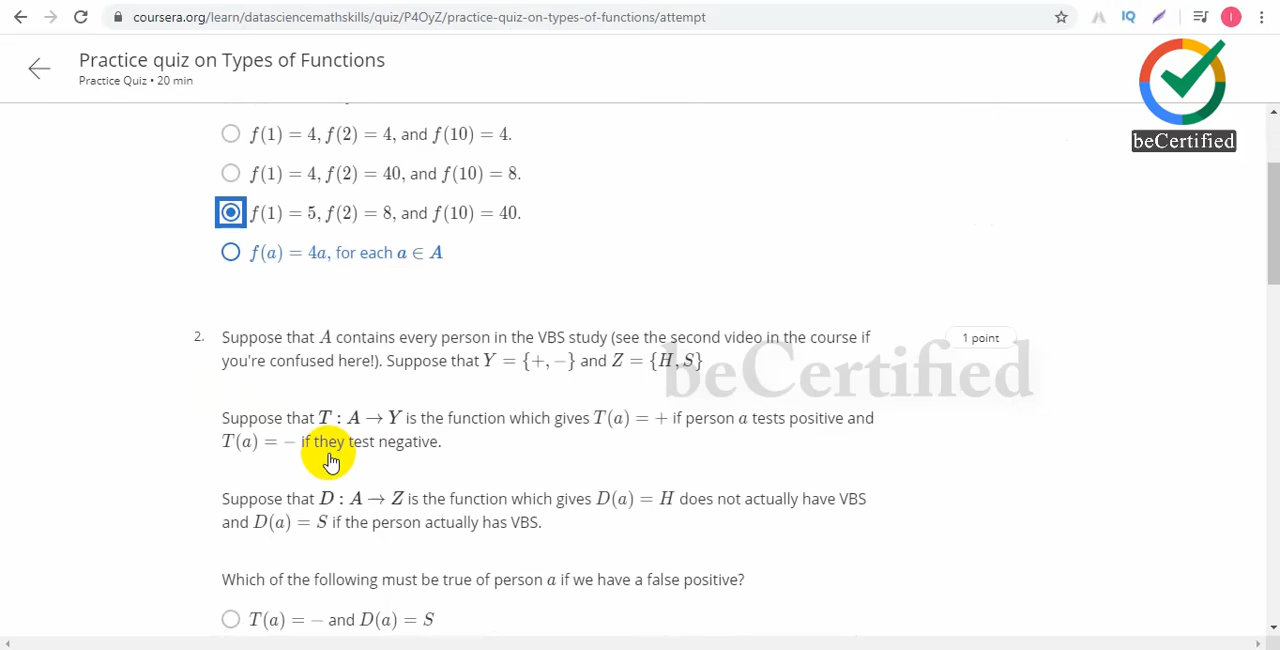 coursera.org/learn/datasciencemathskills/quiz/P4OyZ/practice-quiz-on-types-of-functions/attempt
IQ
I
Practice quiz on Types of Functions
Practice Quiz • 20 min
beCertified
f(1) = 4, f(2) = 4, and f(10) = 4.
f(1) = 4, f(2) = 40, and f(10) = 8.
f(1) = 5, f(2) = 8, and f(10) = 40.
f(a) = 4a, for each a ∈ A
2. Suppose that A contains every person in the VBS study (see the second video in the course if
1 point
you're confused here!). Suppose that Y = {+, −} and Z = {H, S}
beCertified
Suppose that T : A → Y is the function which gives T(a) = + if person a tests positive and
T(a) = − if they test negative.
Suppose that D : A → Z is the function which gives D(a) = H does not actually have VBS
and D(a) = S if the person actually has VBS.
Which of the following must be true of person a if we have a false positive?
T(a) = − and D(a) = S